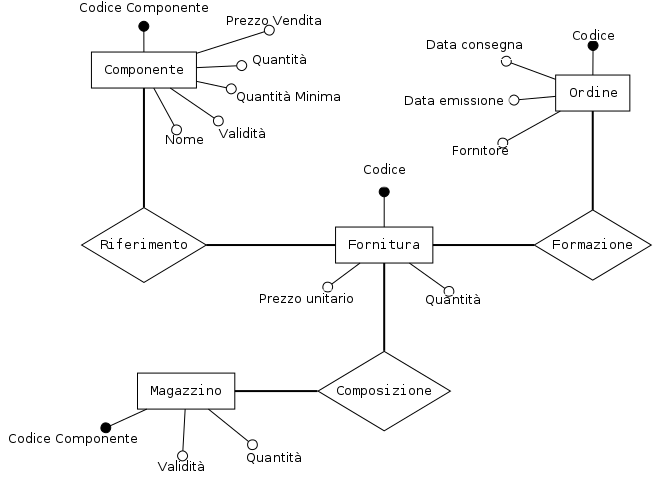 Codice Componente
Prezzo Vendita
Codice
Data consegna
Quantità
Componente
Ordine
Quantità Minima
Data emissione
Validità
Nome
Fornitore
Codice
Riferimento
Fornitura
Formazione
Prezzo unitario
Quantità
Magazzino
Composizione
Codice Componente
Quantità
Validità